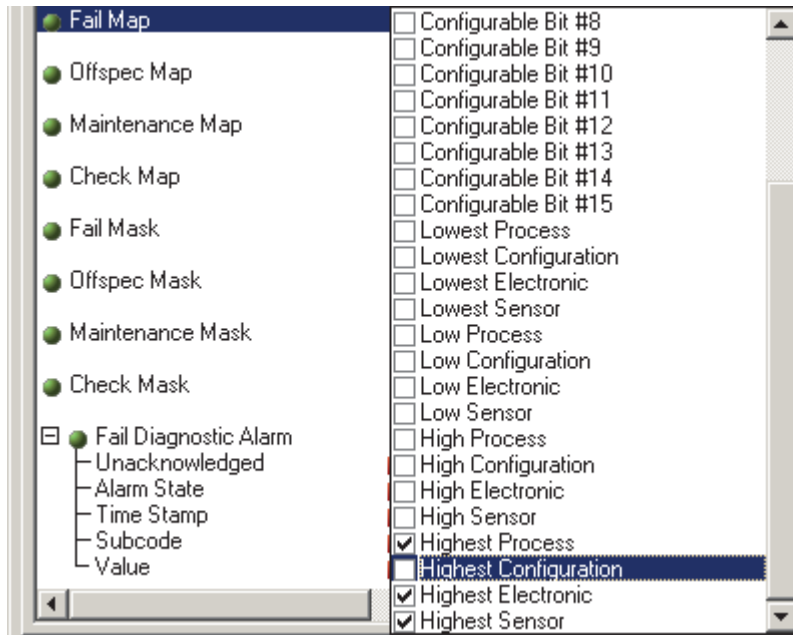 Fail Map
Offspec Map
Maintenance Map
Check Map
Fail Mask
Offspec Mask
Maintenance Mask
Check Mask
Fail Diagnostic Alarm
Unacknowledged
Alarm State
Time Stamp
Subcode
Value
Configurable Bit #8
Configurable Bit #9
Configurable Bit #10
Configurable Bit #11
Configurable Bit #12
Configurable Bit #13
Configurable Bit #14
Configurable Bit #15
Lowest Process
Lowest Configuration
Lowest Electronic
Lowest Sensor
Low Process
Low Configuration
Low Electronic
Low Sensor
High Process
High Configuration
High Electronic
High Sensor
Highest Process
Highest Configuration
Highest Electronic
Highest Sensor